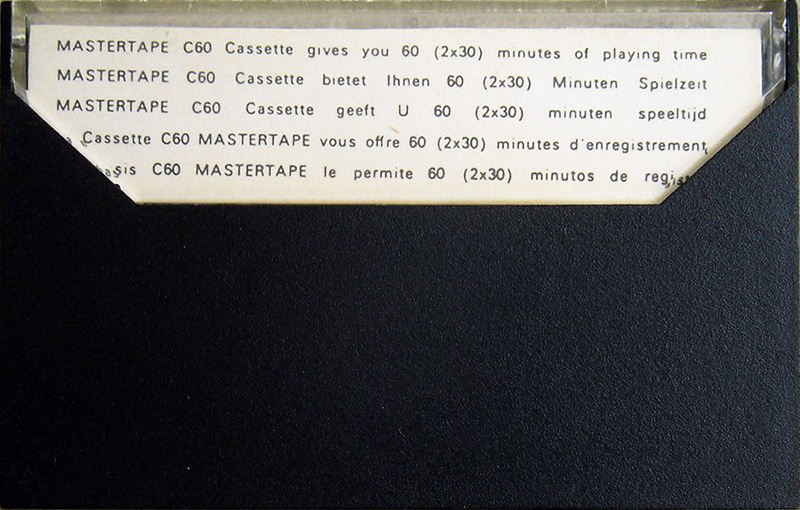 MASTERTAPE C60 Cassette gives you 60 (2x30) minutes of playing time
MASTERTAPE C60 Cassette bietet Ihnen 60 (2x30) Minuten Spielzeit
MASTERTAPE C60 Cassette geeft U 60 (2x30) minuten speeltijd
a Cassette C60 MASTERTAPE vous offre 60 (2x30) minutes d'enregistrement
C60 MASTERTAPE le permite 60 (2x30) minutos de